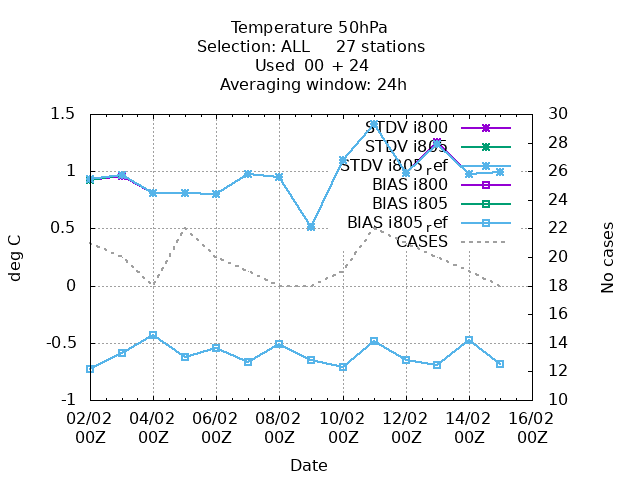 Temperature 50hPa
Selection: ALL 27 stations
Used 00 + 24
Averaging window: 24h
1.5
1
0.5
0
-0.5
-1
30
28
26
24
22
20
18
16
14
12
10
STDV i800
STDV i805
STDV i805ref
BIAS i800
BIAS i805
BIAS i805ref
CASES
deg C
No cases
02/02 04/02 06/02 08/02 10/02 12/02 14/02 16/02
00Z 00Z 00Z 00Z 00Z 00Z 00Z 00Z
Date